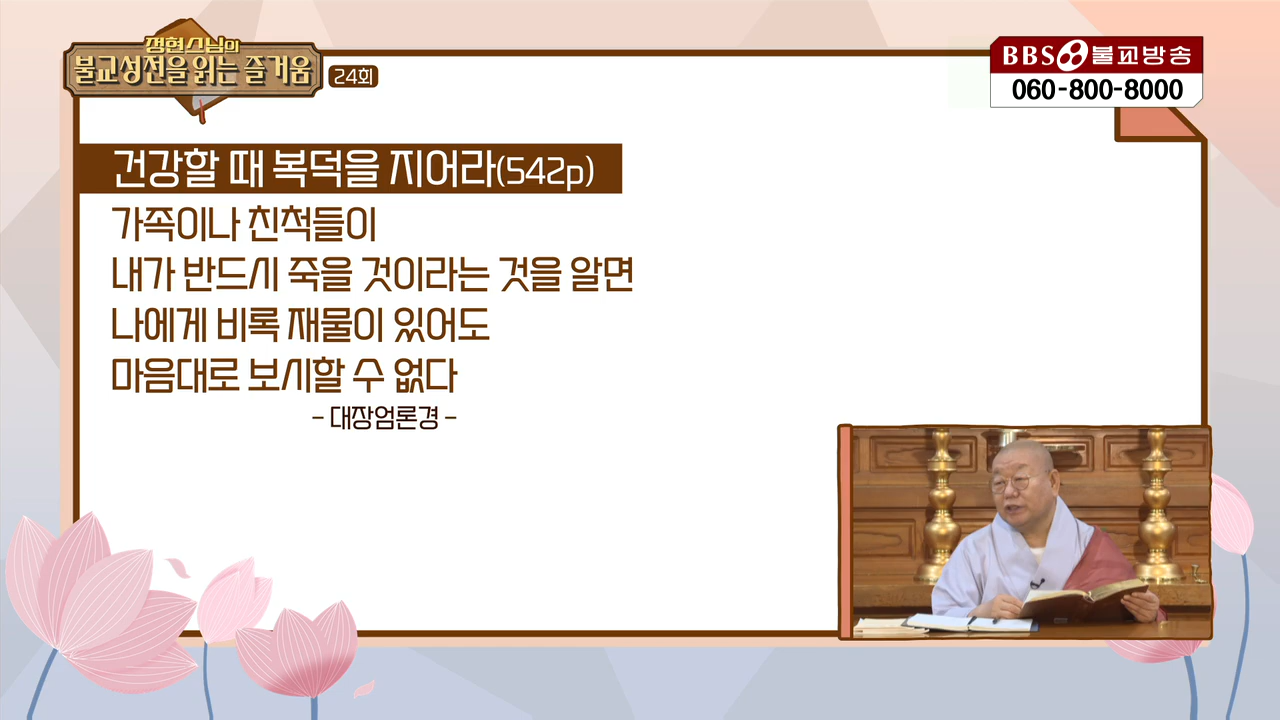 정현스님의
불교성전을 읽는 즐거움
24회
BBS 불교방송
060-800-8000
건강할 때 복덕을 지어라(542p)
가족이나 친척들이
내가 반드시 죽을 것이라는 것을 알면
나에게 비록 재물이 있어도
마음대로 보시할 수 없다
- 대장엄론경 -